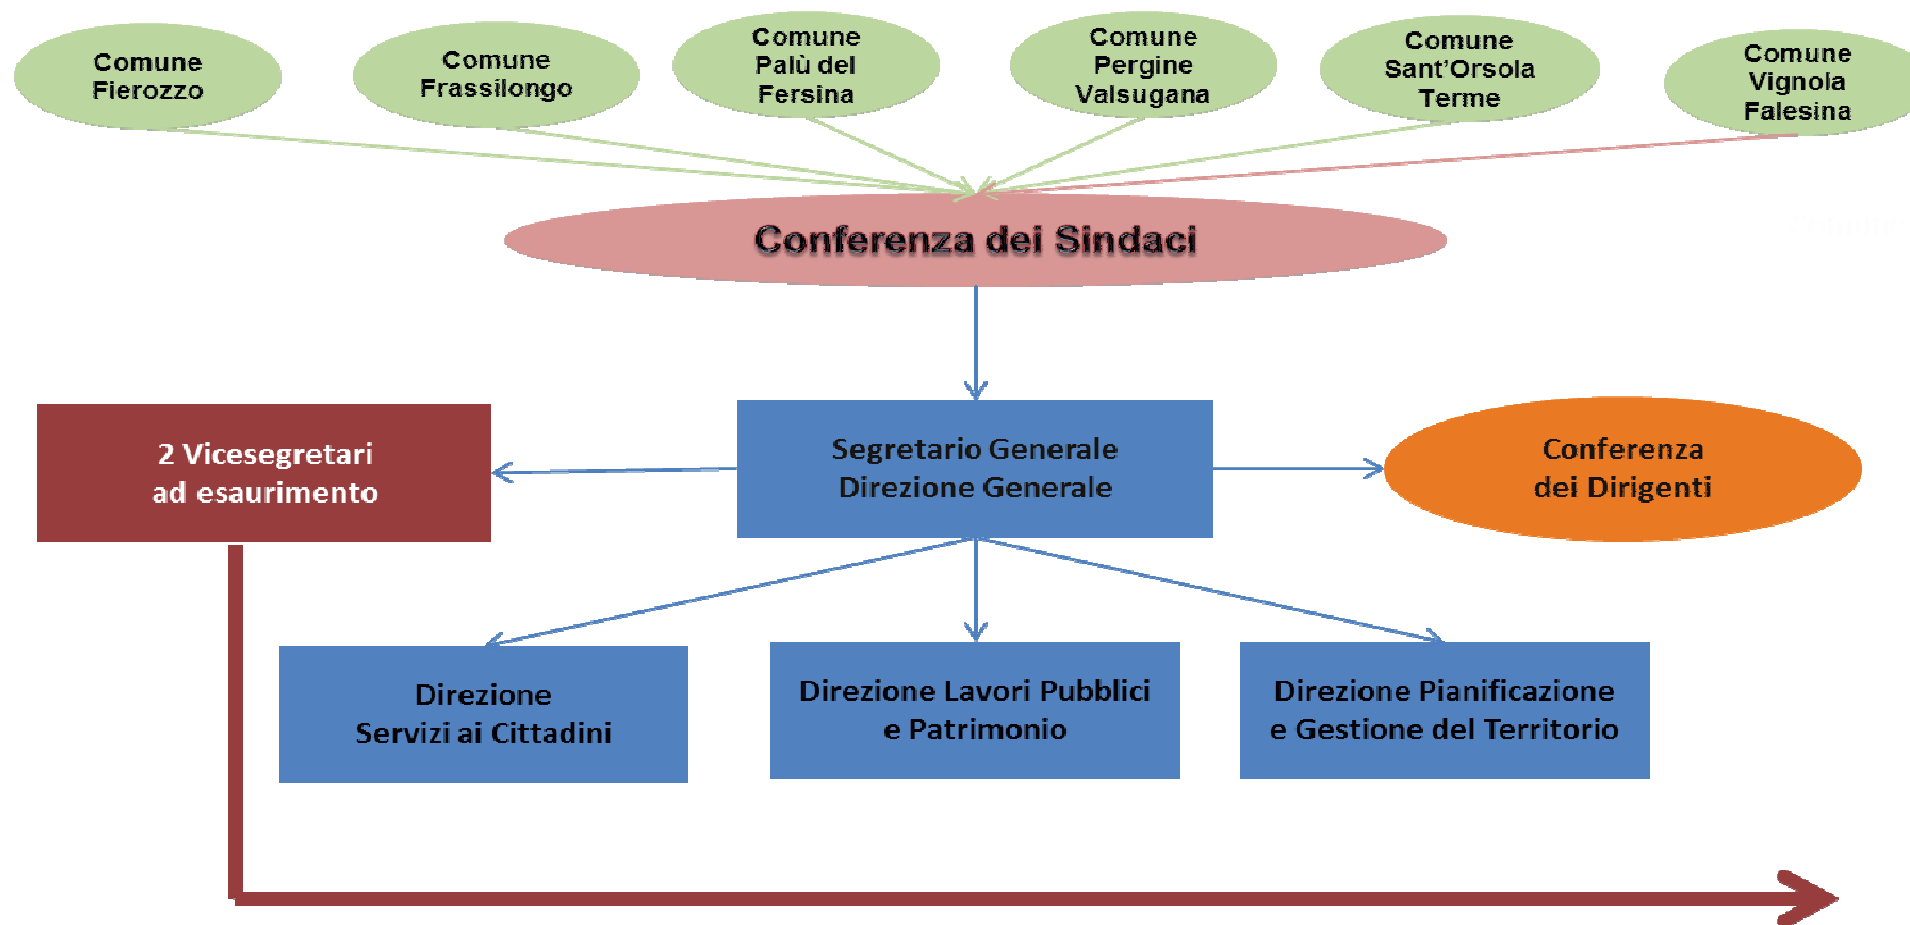 Comune
Fierozzo
Comune
Frassilongo
Comune
Palù del
Fersina
Comune
Pergine
Valsugana
Comune
Sant'Orsola
Terme
Comune
Vignola
Falesina
Conferenza dei Sindaci
2 Vicesegretari
ad esaurimento
Segretario Generale
Direzione Generale
Conferenza
dei Dirigenti
Direzione
Servizi ai Cittadini
Direzione Lavori Pubblici
e Patrimonio
Direzione Pianificazione
e Gestione del Territorio